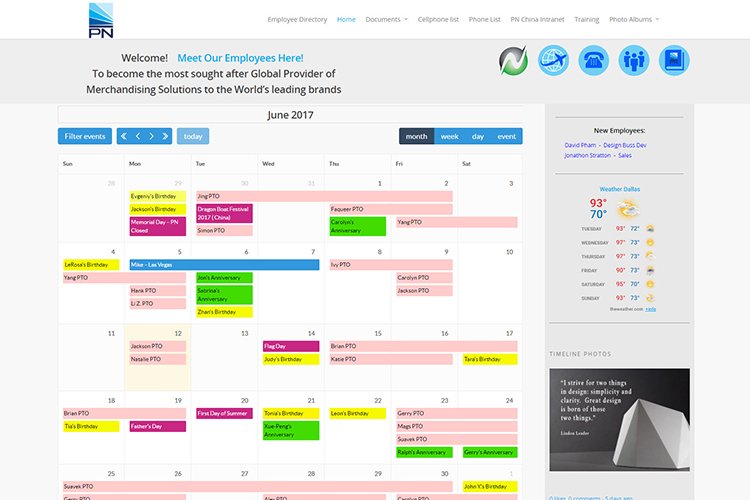 PN
Employee Directory Home Documents Cellphone list Phone List PN China Intranet Training Photo Albums
Welcome! Meet Our Employees Here!
To become the most sought after Global Provider of
Merchandising Solutions to the World's leading brands
June 2017
Filter events today month week day event
Sun Mon Tue Wed Thu Fri Sat
28 29 30 31 1 2 3
Evgeniy's Birthday Jing PTO
Jackson's Birthday Dragon Boat Festival Faqueer PTO
2017 (China)
Memorial Day - PN Carolyn's Yang PTO
Closed Simon PTO Anniversary
4 5 6 7 8 9 10
LeRosa's Birthday Mike - Las Vegas Ivy PTO
Yang PTO Jon's Anniversary Carolyn PTO
Hank PTO Sabrina's Jackson PTO
Anniversary
Li Z. PTO
Zhan's Birthday
11 12 13 14 15 16 17
Jackson PTO Flag Day Brian PTO
Natalie PTO Judy's Birthday Katie PTO Tara's Birthday
18 19 20 21 22 23 24
Brian PTO First Day of Summer Tonia's Birthday Leon's Birthday Gerry PTO
Tia's Birthday Father's Day Xue-Peng's Mags PTO
Anniversary
Suavek PTO
Ralph's Anniversary Gerry's Anniversary
25 26 27 28 29 30 1
Suavek PTO John Y.'s Birthday
New Employees:
David Pham - Design Buss Dev
Jonathon Stratton - Sales
Weather Dallas
93°
70°
TUESDAY 93° 72°
WEDNESDAY 97° 73°
THURSDAY 97° 73°
FRIDAY 90° 73°
SATURDAY 95° 70°
SUNDAY 93° 73°
theweather.com +info
TIMELINE PHOTOS
"I strive for two things
in design: simplicity
and clarity. Great design
is born of those
two things."
Linden Leader
0 likes, 0 comments - 5 days ago